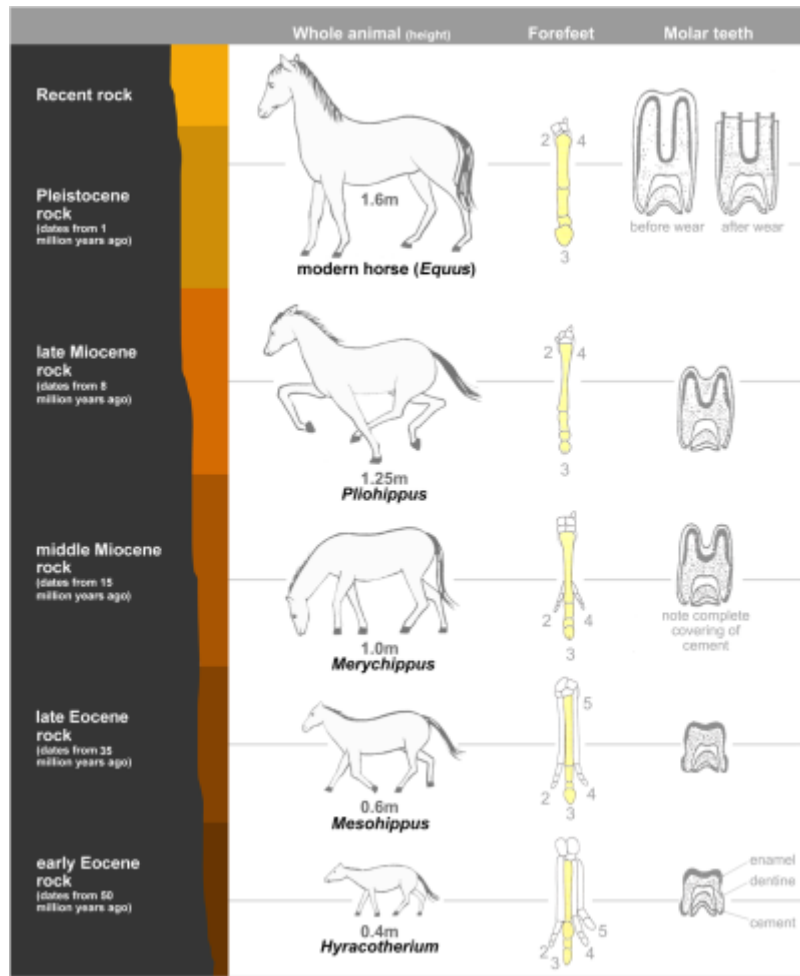 Whole animal (height) Forefeet Molar teeth
Recent rock
2 4
Pleistocene
rock
(dates from 1
million years ago)
1.6m
before wear after wear
3
modern horse (Equus)
late Miocene
rock
(dates from 8
million years ago)
2 4
3
1.25m
Pliohippus
middle Miocene
rock
(dates from 15
million years ago)
2 4
3
note complete
covering of
cement
1.0m
Merychippus
late Eocene
rock
(dates from 35
million years ago)
5
2 4
3
0.6m
Mesohippus
early Eocene
rock
(dates from 50
million years ago)
enamel
dentine
cement
5
2 4
3
0.4m
Hyracotherium